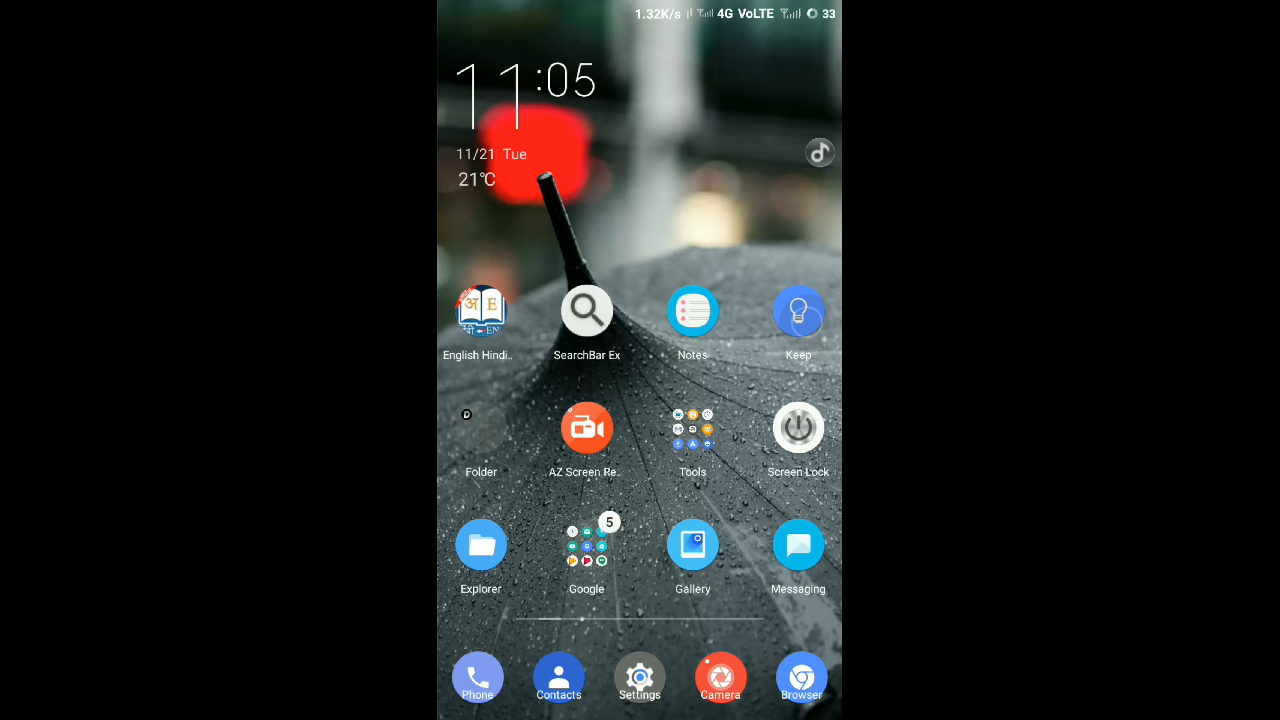 1.32K/s 4G VoLTE 33
11:05
11/21 Tue
21℃
अ E
English Hindi..
SearchBar Ex
Notes
Keep
D
Folder
AZ Screen Re..
Tools
Screen Lock
5
Explorer
Google
Gallery
Messaging
Phone
Contacts
Settings
Camera
Browser